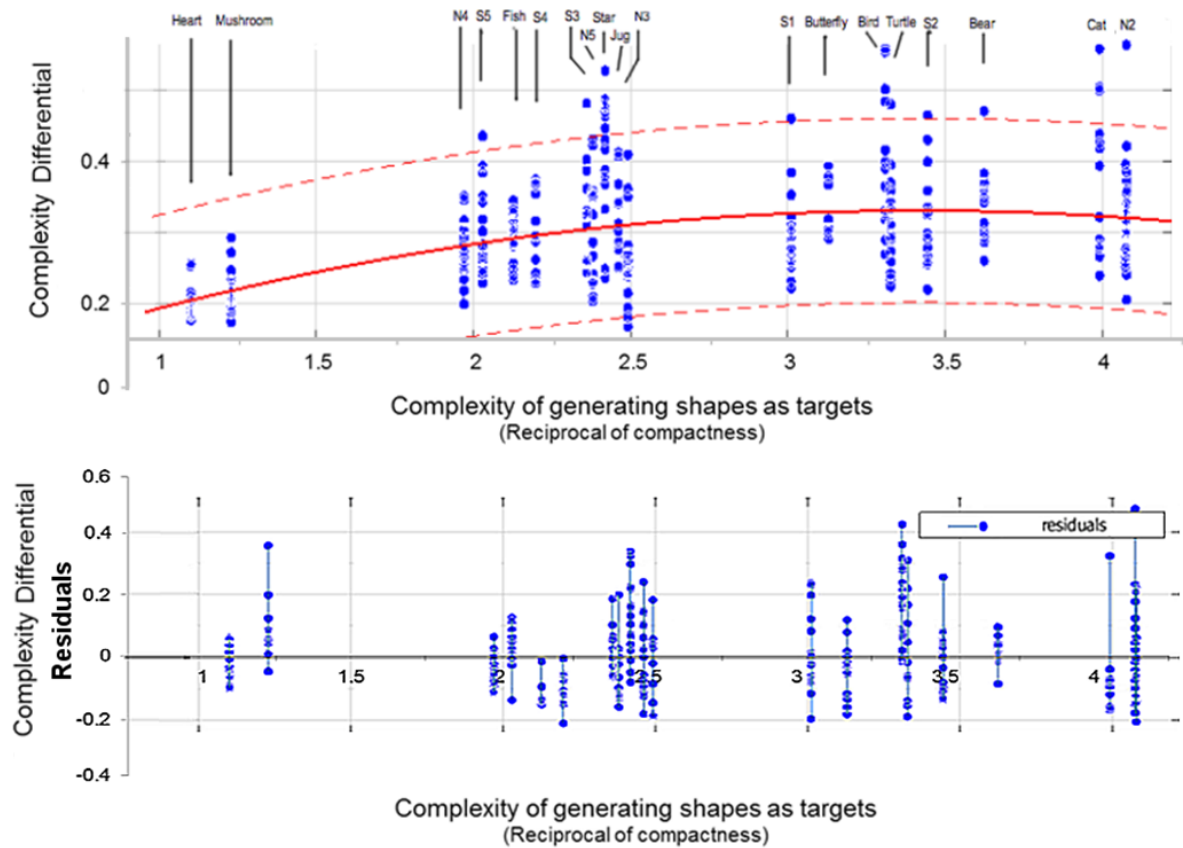 Heart Mushroom N4 S5 Fish S4 S3 Star N3 S1 Butterfly Bird Turtle S2 Bear Cat N2
N5 Jug
Complexity Differential
0.4
0.2
0
1 1.5 2 2.5 3 3.5 4
Complexity of generating shapes as targets
(Reciprocal of compactness)
Complexity Differential
Residuals
0.6
0.4
0.2
0
-0.2
-0.4
residuals
1 1.5 2 2.5 3 3.5 4
Complexity of generating shapes as targets
(Reciprocal of compactness)